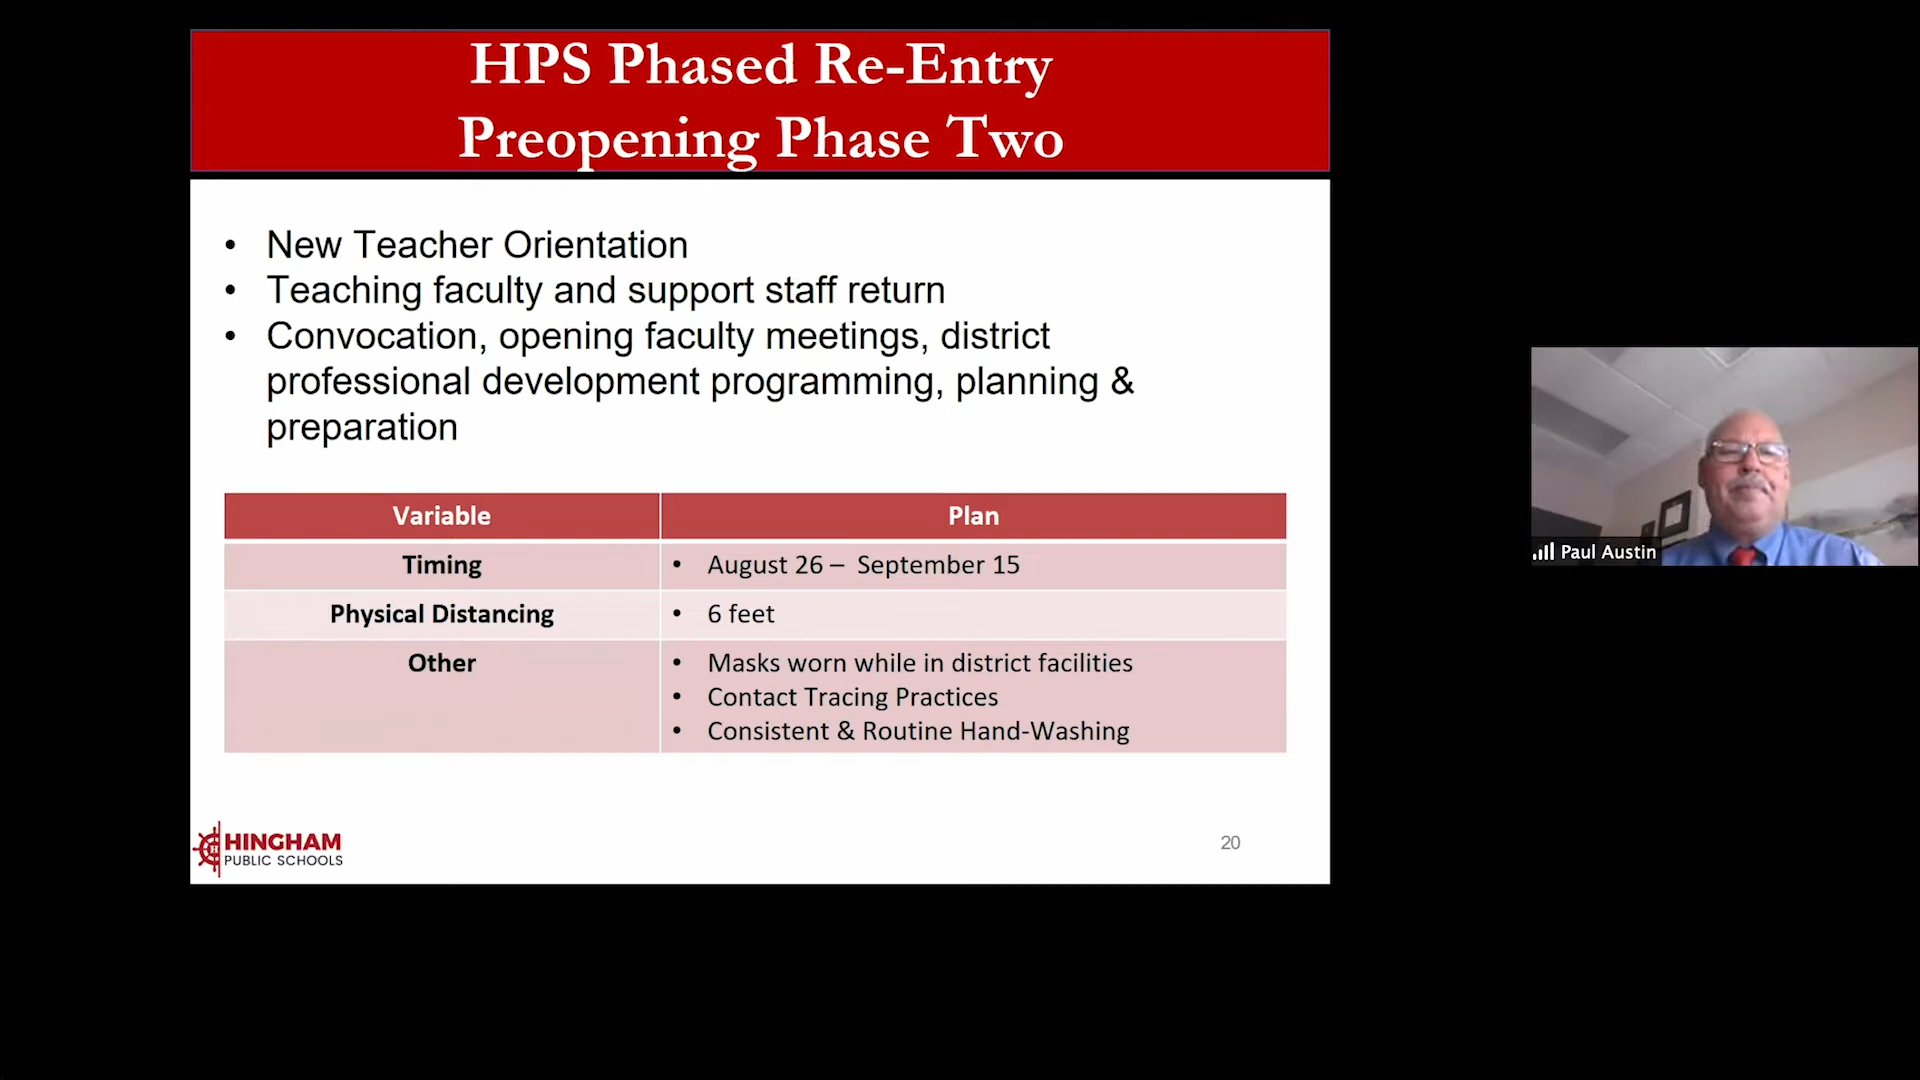 HPS Phased Re-Entry
Preopening Phase Two
• New Teacher Orientation
• Teaching faculty and support staff return
• Convocation, opening faculty meetings, district
professional development programming, planning &
preparation
Variable
Plan
Timing
• August 26 – September 15
Physical Distancing
• 6 feet
Other
• Masks worn while in district facilities
• Contact Tracing Practices
• Consistent & Routine Hand-Washing
HINGHAM
PUBLIC SCHOOLS
20
Paul Austin